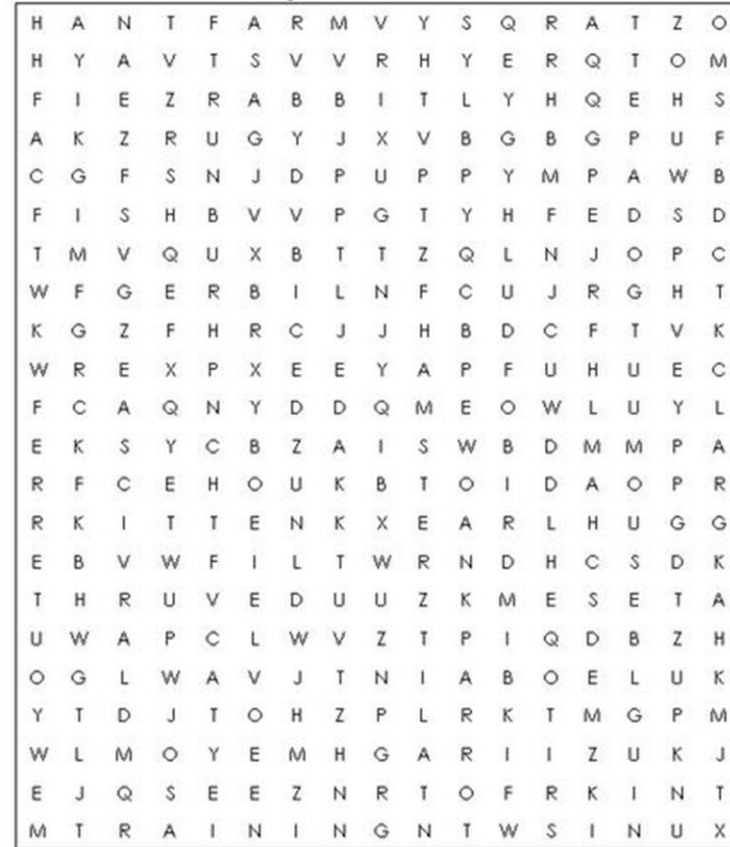 H A N T F A R M V Y S Q R A T Z O
H Y A V T S V V R H Y E R Q T O M
F I E Z R A B B I T L Y H Q E H S
A K Z R U G Y J X V B G B G P U F
C G F S N J D P U P P Y M P A W B
F I S H B V V P G T Y H F E D S D
T M V Q U X B T T Z Q L N J O P C
W F G E R B I L N F C U J R G H T
K G Z F H R C J J H B D C F T V K
W R E X P X E E Y A P F U H U E C
F C A Q N Y D D Q M E O W L U Y L
E K S Y C B Z A I S W B D M M P A
R F C E H O U K B T O I D A O P R
R K I T T E N K X E A R L H U G G
E B V W F I L T W R N D H C S D K
T H R U V E D U U Z K M E S E T A
U W A P C L W V Z T P I Q D B Z H
O G L W A V J T N I A B O E L U K
Y T D J T O H Z P L R K T M G P M
W L M O Y E M H G A R I I Z U K J
E J Q S E E Z N R T O F R K I N T
M T R A I N I N G N T W S I N U X